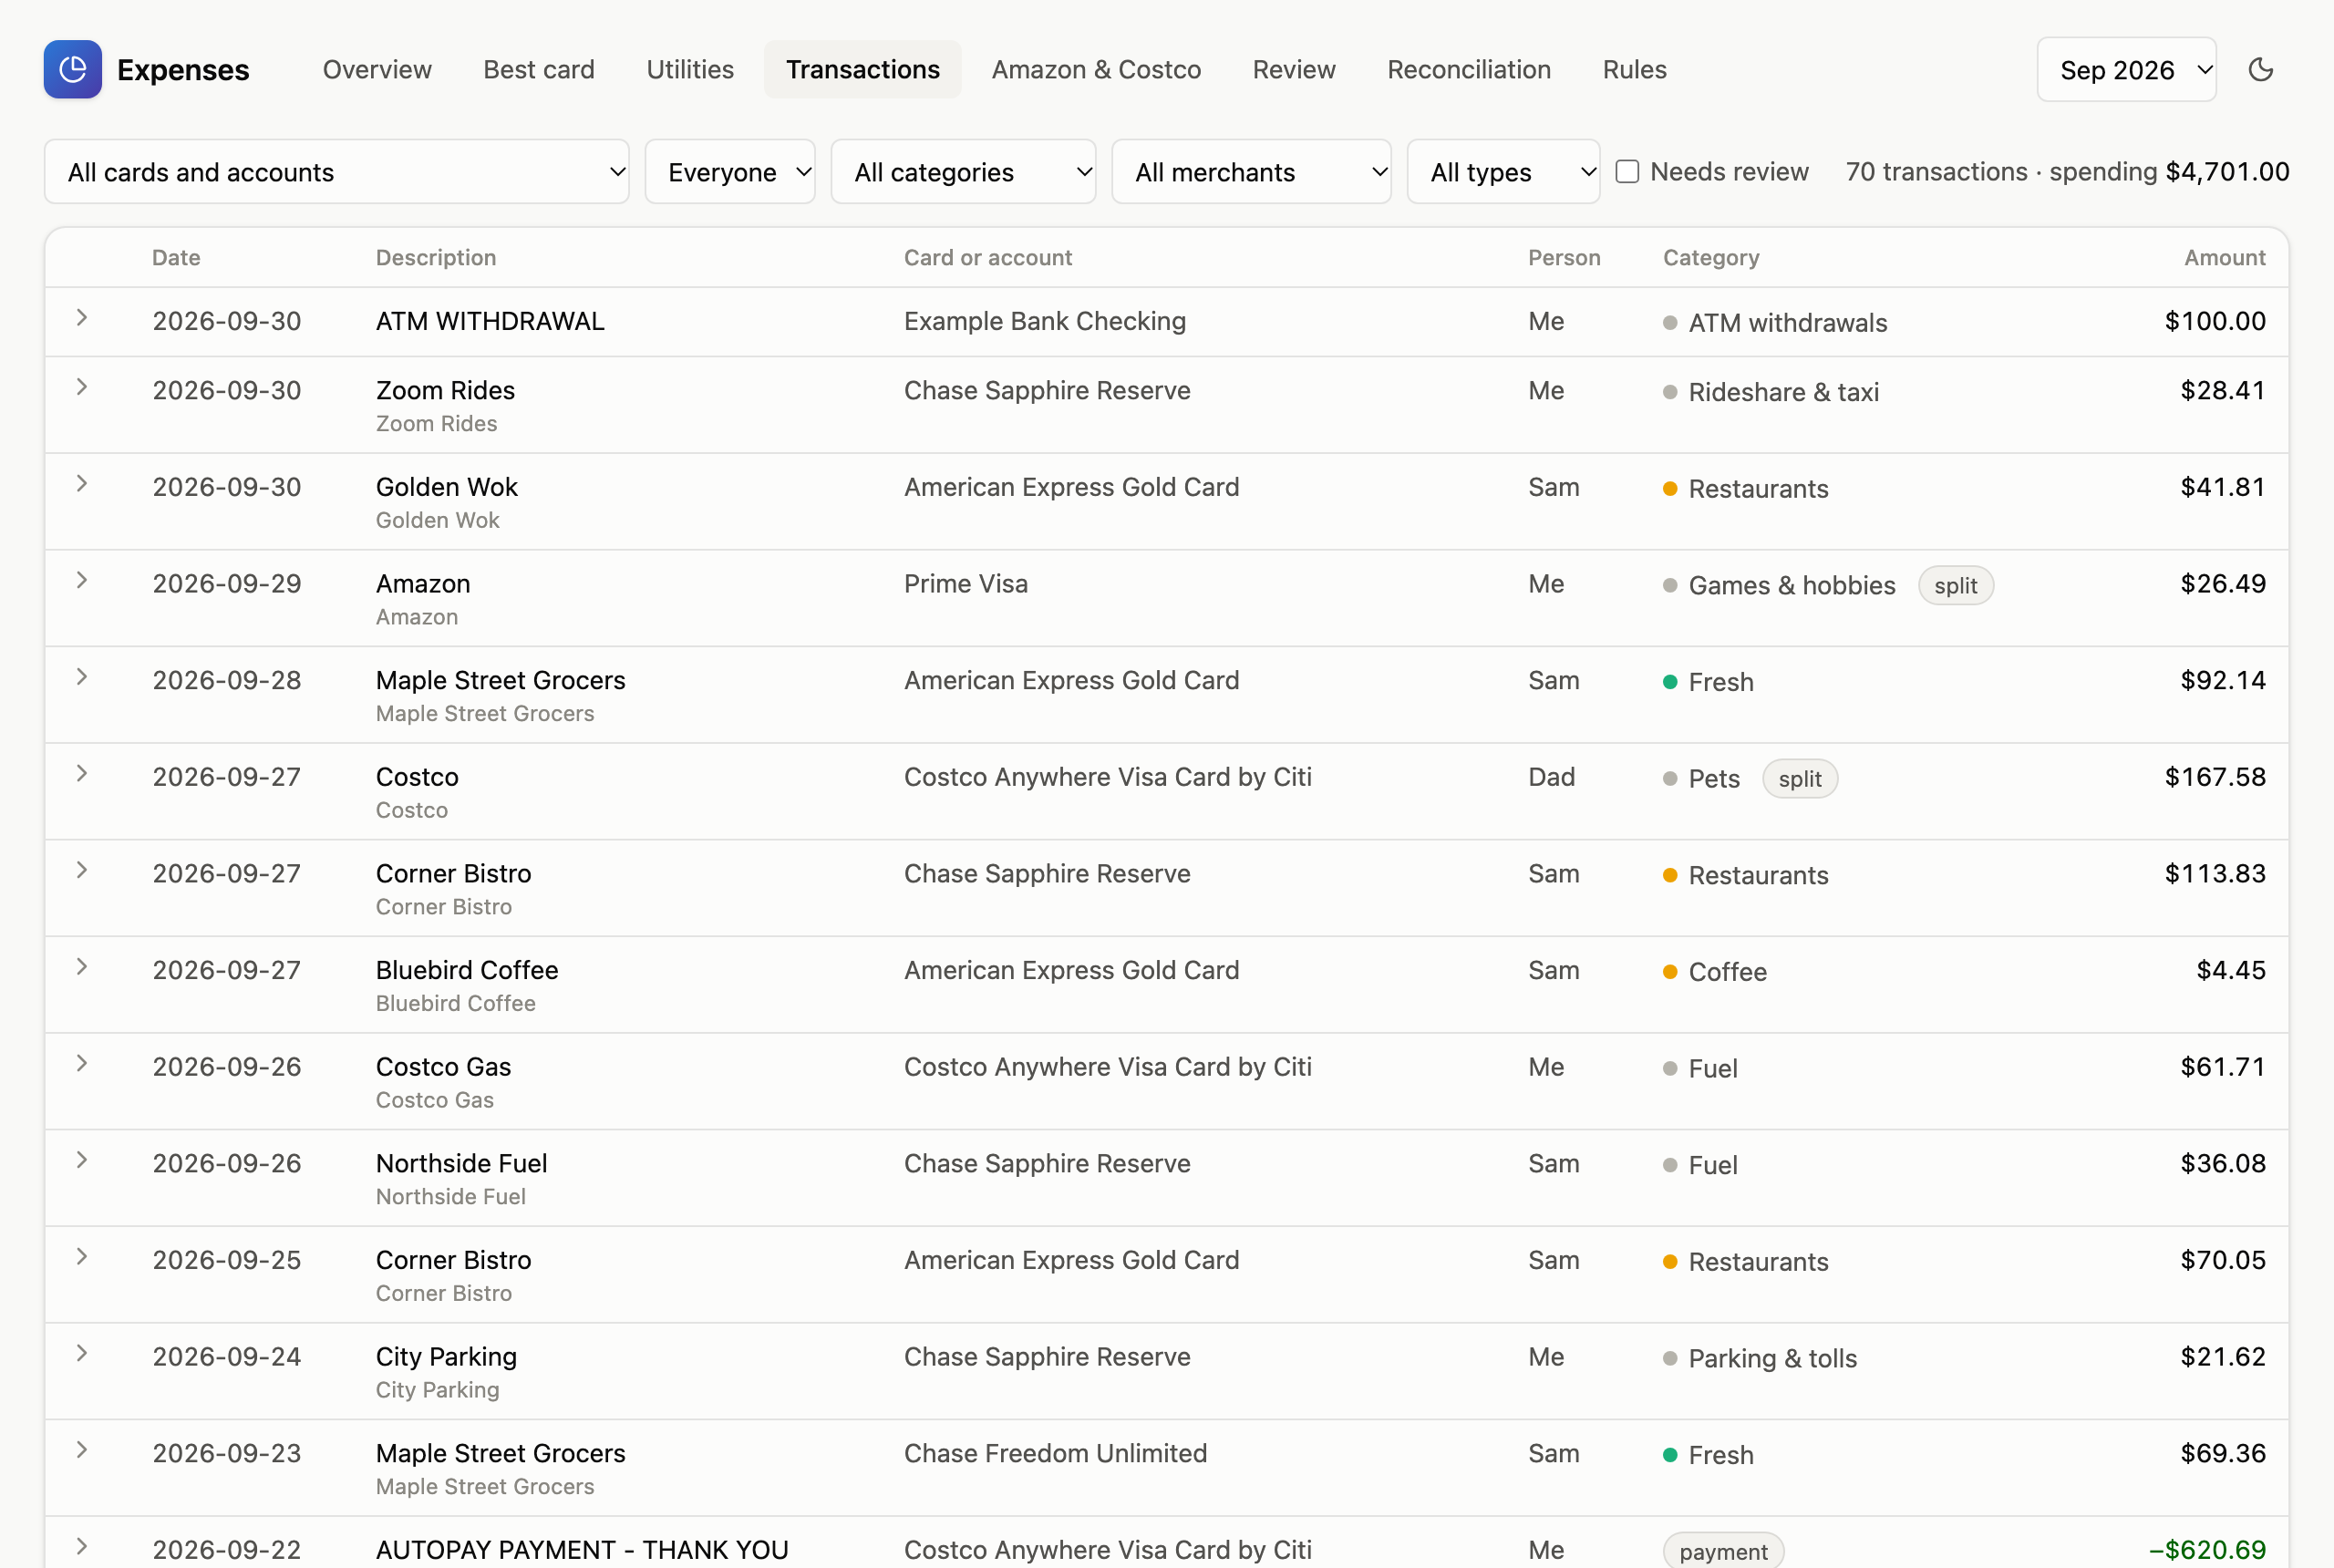 Expenses Overview Best card Utilities Transactions Amazon & Costco Review Reconciliation Rules Sep 2026
All cards and accounts Everyone All categories All merchants All types Needs review 70 transactions · spending $4,701.00
Date Description Card or account Person Category Amount
2026-09-30 ATM WITHDRAWAL Example Bank Checking Me ATM withdrawals $100.00
2026-09-30 Zoom Rides Chase Sapphire Reserve Me Rideshare & taxi $28.41
Zoom Rides
2026-09-30 Golden Wok American Express Gold Card Sam Restaurants $41.81
Golden Wok
2026-09-29 Amazon Prime Visa Me Games & hobbies split $26.49
Amazon
2026-09-28 Maple Street Grocers American Express Gold Card Sam Fresh $92.14
Maple Street Grocers
2026-09-27 Costco Costco Anywhere Visa Card by Citi Dad Pets split $167.58
Costco
2026-09-27 Corner Bistro Chase Sapphire Reserve Sam Restaurants $113.83
Corner Bistro
2026-09-27 Bluebird Coffee American Express Gold Card Sam Coffee $4.45
Bluebird Coffee
2026-09-26 Costco Gas Costco Anywhere Visa Card by Citi Me Fuel $61.71
Costco Gas
2026-09-26 Northside Fuel Chase Sapphire Reserve Sam Fuel $36.08
Northside Fuel
2026-09-25 Corner Bistro American Express Gold Card Sam Restaurants $70.05
Corner Bistro
2026-09-24 City Parking Chase Sapphire Reserve Me Parking & tolls $21.62
City Parking
2026-09-23 Maple Street Grocers Chase Freedom Unlimited Sam Fresh $69.36
Maple Street Grocers
2026-09-22 AUTOPAY PAYMENT - THANK YOU Costco Anywhere Visa Card by Citi Me payment −$620.69